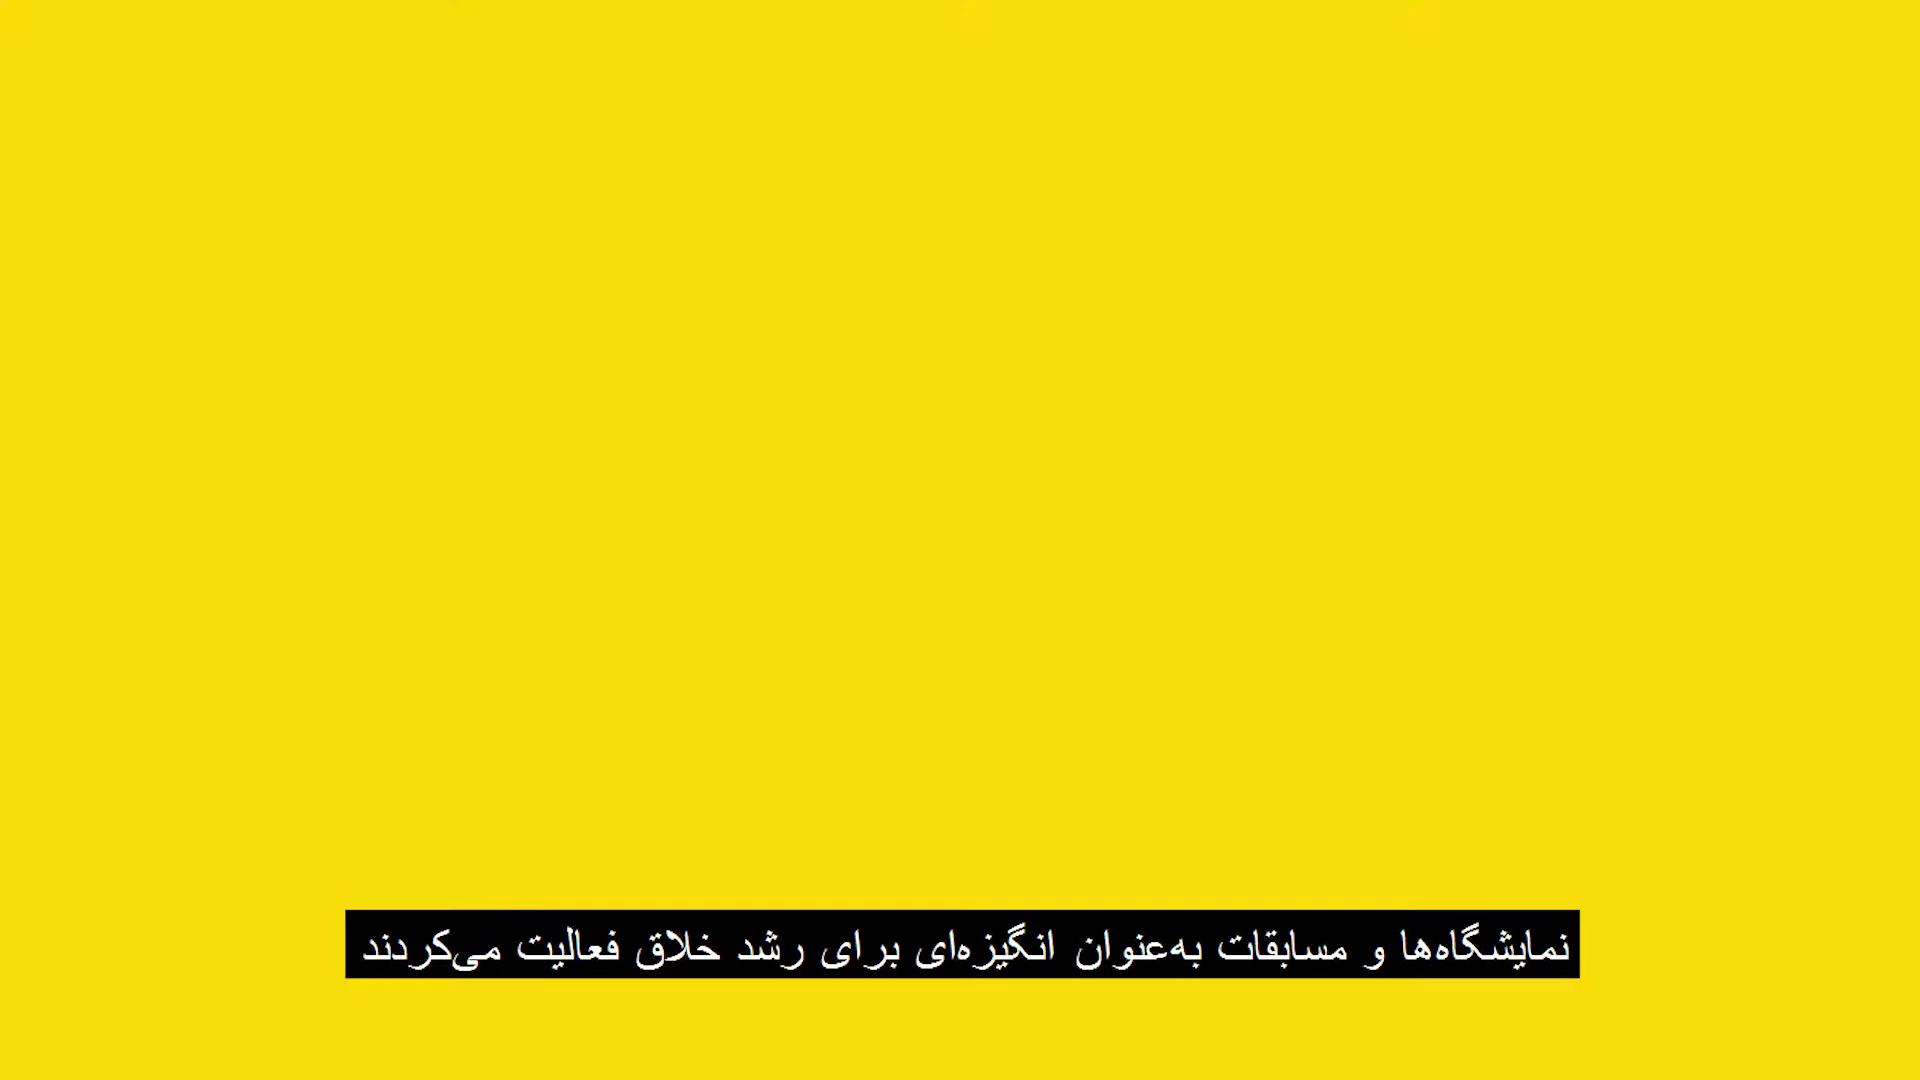 نمایشگاه‌ها و مسابقات به‌عنوان انگیزه‌ای برای رشد خلاق فعالیت می‌کردند